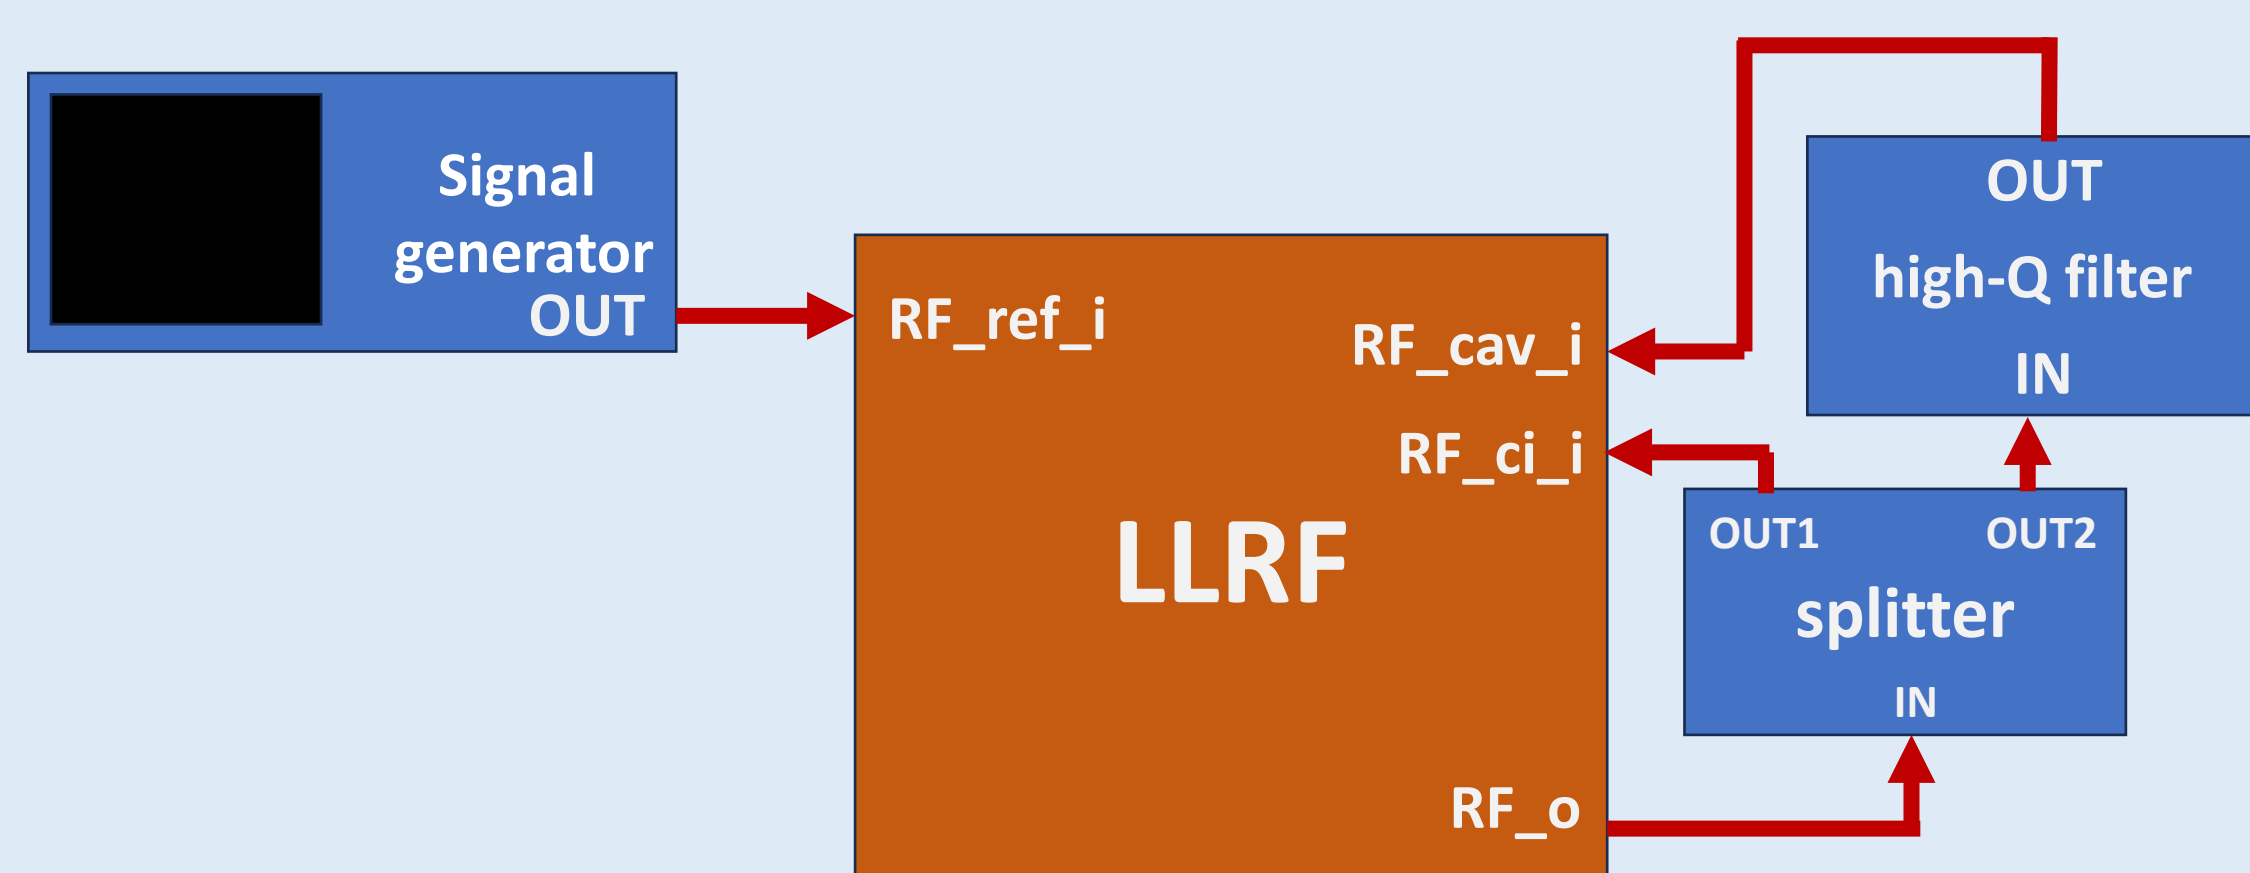 Signal
generator
OUT
RF_ref_i
RF_cav_i
RF_ci_i
LLRF
RF_o
OUT
high-Q filter
IN
OUT1
OUT2
splitter
IN